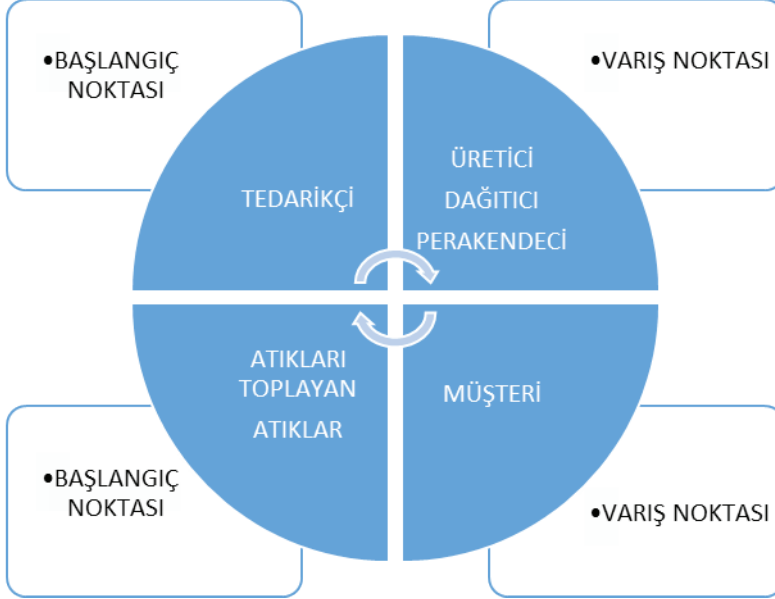 •BAŞLANGIÇ
NOKTASI
TEDARİKÇİ
•VARIŞ NOKTASI
ÜRETİCİ
DAĞITICI
PERAKENDECİ
•BAŞLANGIÇ
NOKTASI
ATIKLARI
TOPLAYAN
ATIKLAR
MÜŞTERİ
•VARIŞ NOKTASI